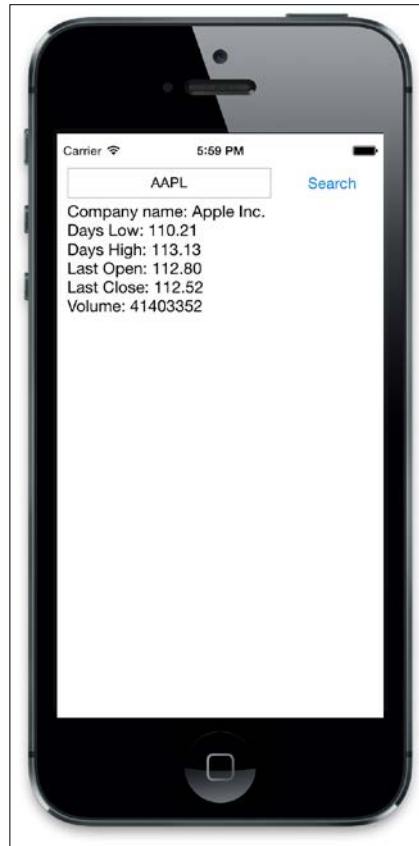 Carrier 5:59 PM
AAPL Search
Company name: Apple Inc.
Days Low: 110.21
Days High: 113.13
Last Open: 112.80
Last Close: 112.52
Volume: 41403352